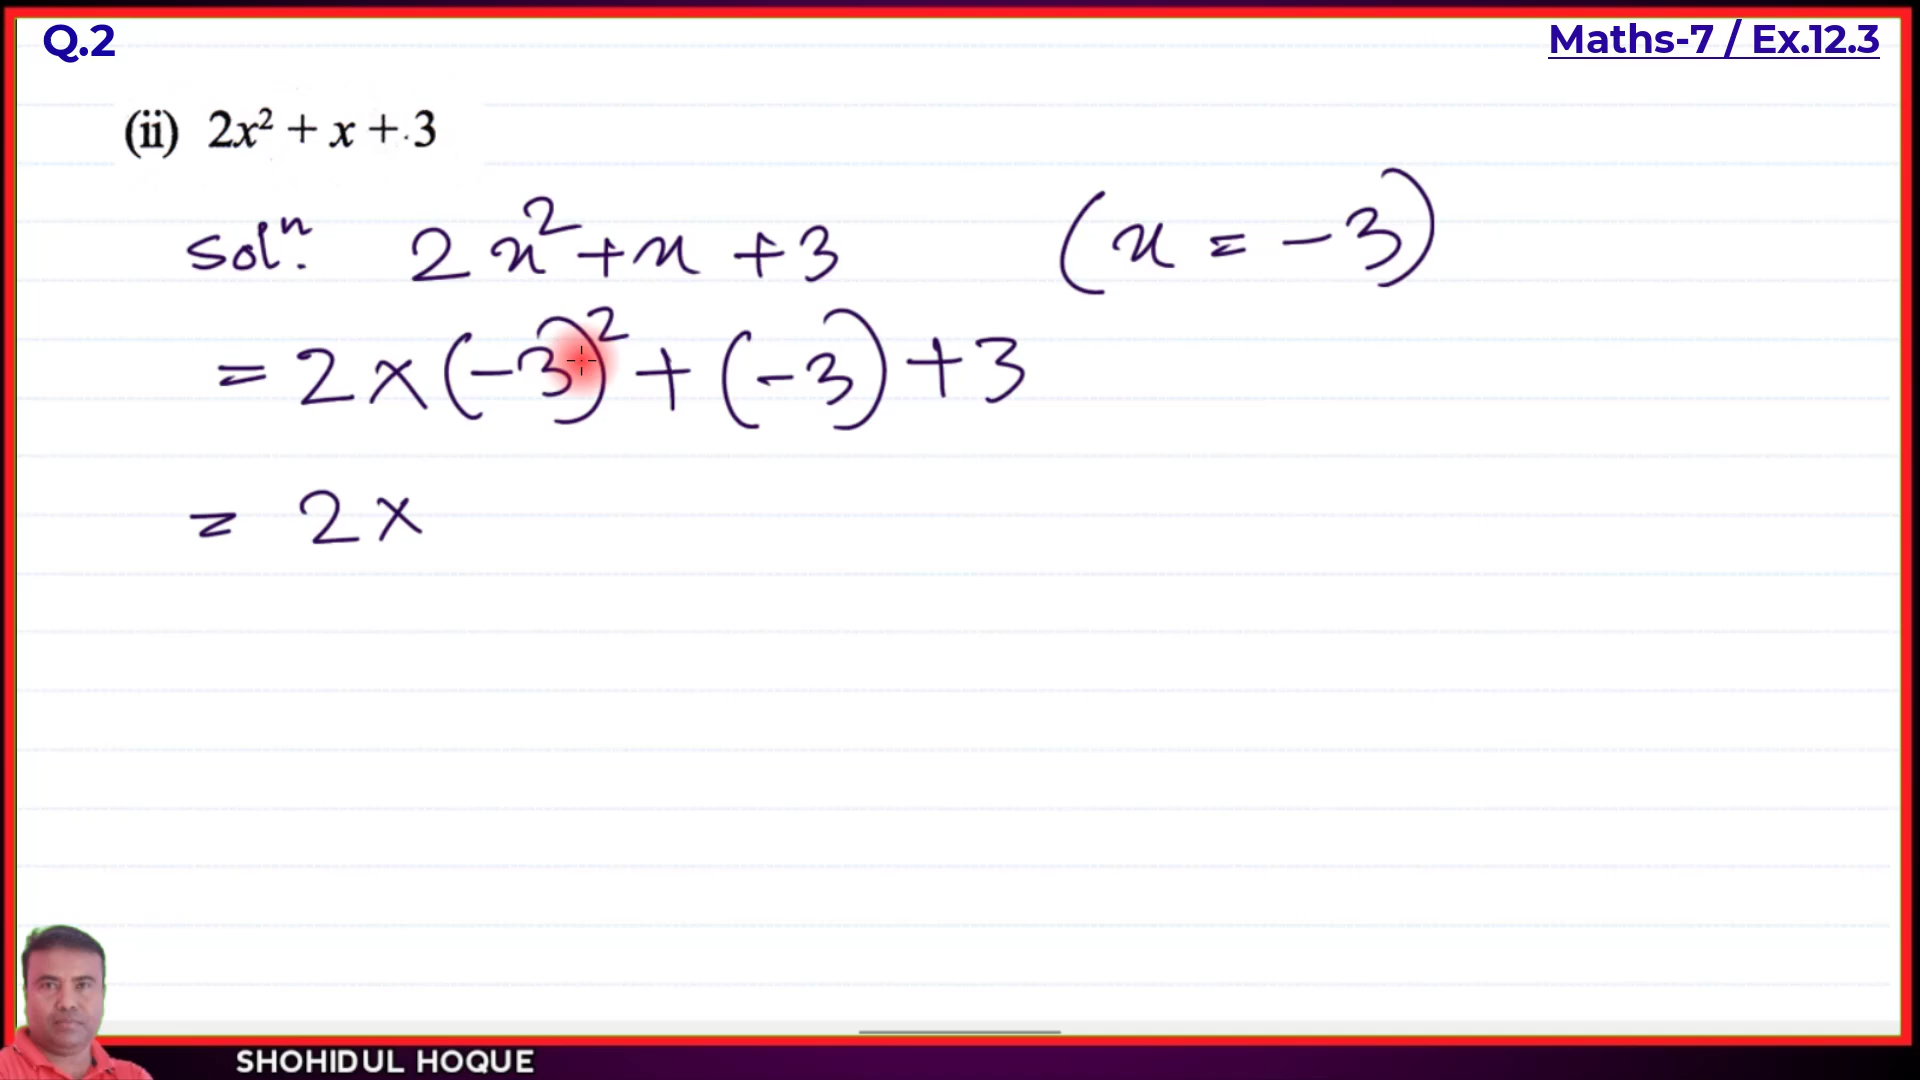 Q.2
Maths-7 / Ex.12.3
(ii) 2x² + x + 3
Solⁿ. 2x² + x + 3 (x = -3)
= 2 × (-3)² + (-3) + 3
= 2 ×
SHOHIDUL HOQUE